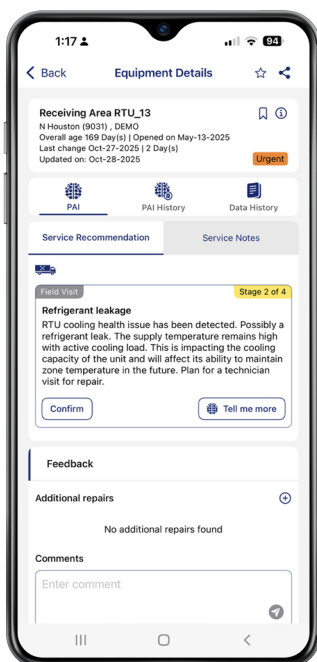 1:17
94
Back
Equipment Details
Receiving Area RTU_13
N Houston (9031) , DEMO
Overall age 169 Day(s) | Opened on May-13-2025
Last change Oct-27-2025 | 2 Day(s)
Updated on: Oct-28-2025
Urgent
PAI
PAI History
Data History
Service Recommendation
Service Notes
Field Visit
Stage 2 of 4
Refrigerant leakage
RTU cooling health issue has been detected. Possibly a
refrigerant leak. The supply temperature remains high
with active cooling load. This is impacting the cooling
capacity of the unit and will affect its ability to maintain
zone temperature in the future. Plan for a technician
visit for repair.
Confirm
Tell me more
Feedback
Additional repairs
No additional repairs found
Comments
Enter comment